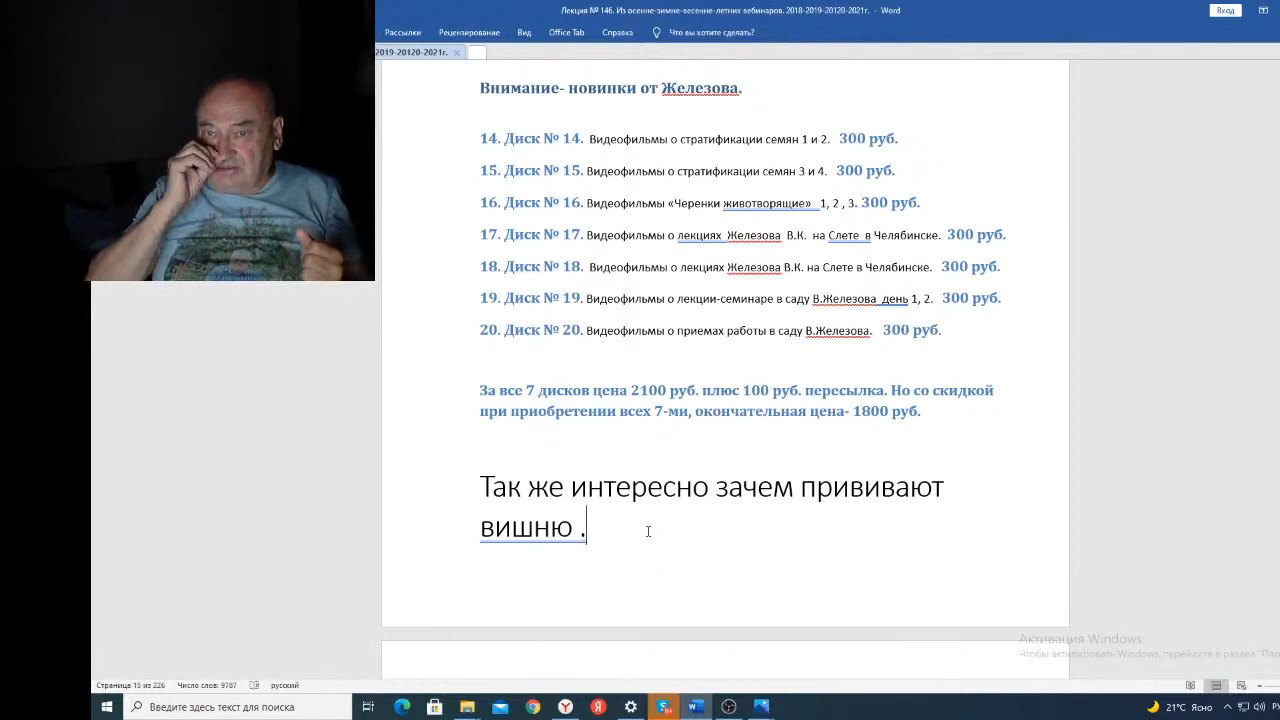 Лекция № 146. Из осенне-зимне-весенне-летних вебинаров. 2018-2019-20120-2021г. - Word
Вход
Рассылки Рецензирование Вид Office Tab Справка Что вы хотите сделать?
2019-20120-2021г.
Внимание- новинки от Железова.
14. Диск № 14. Видеофильмы о стратификации семян 1 и 2. 300 руб.
15. Диск № 15. Видеофильмы о стратификации семян 3 и 4. 300 руб.
16. Диск № 16. Видеофильмы «Черенки животворящие» 1, 2 , 3. 300 руб.
17. Диск № 17. Видеофильмы о лекциях Железова В.К. на Слете в Челябинске. 300 руб.
18. Диск № 18. Видеофильмы о лекциях Железова В.К. на Слете в Челябинске. 300 руб.
19. Диск № 19. Видеофильмы о лекции-семинаре в саду В.Железова день 1, 2. 300 руб.
20. Диск № 20. Видеофильмы о приемах работы в саду В.Железова. 300 руб.
За все 7 дисков цена 2100 руб. плюс 100 руб. пересылка. Но со скидкой
при приобретении всех 7-ми, окончательная цена- 1800 руб.
Так же интересно зачем прививают
вишню .
Активация Windows
Чтобы активировать Windows, перейдите в раздел "Пар
Страница 15 из 226 Число слов: 9787 русский
Введите здесь текст для поиска
21°C Ясно
21:07